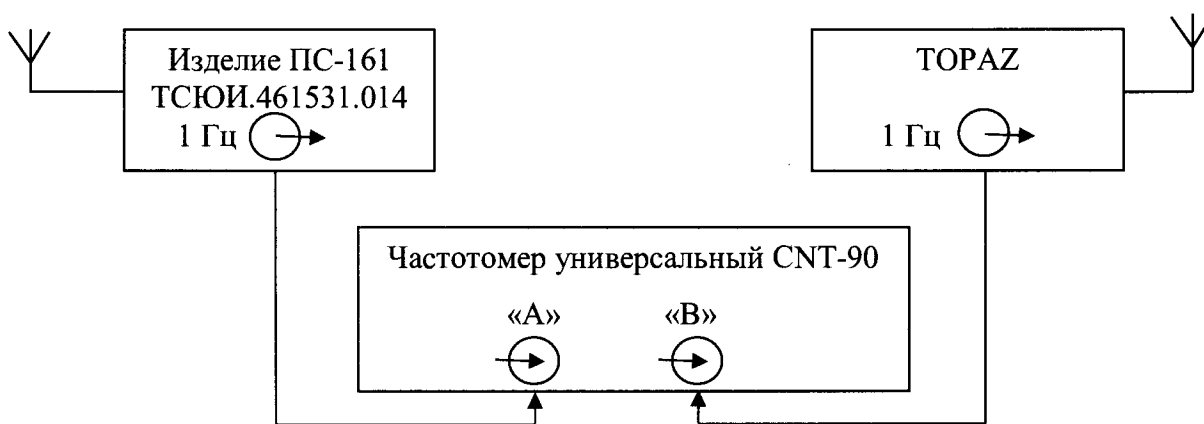 Изделие ПС-161
ТСЮИ.461531.014
1 Гц
TOPAZ
1 Гц
Частотомер универсальный CNT-90
«А»
«В»